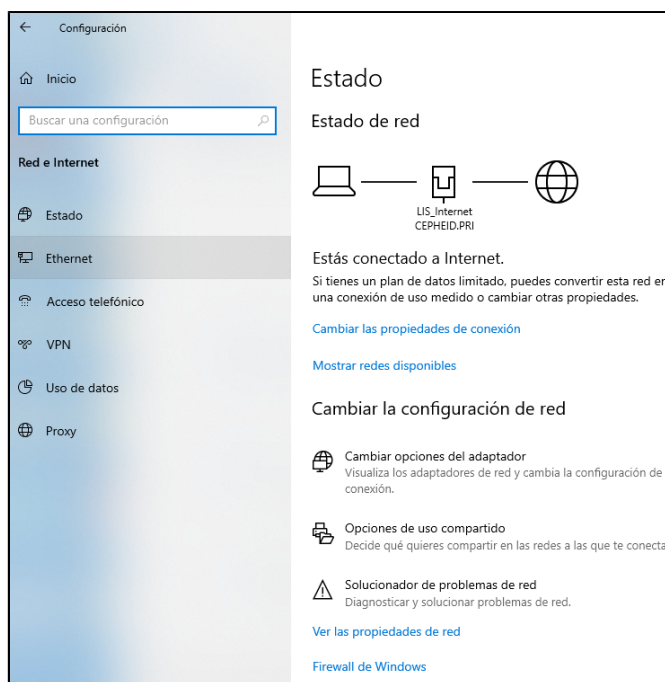 Configuración
Inicio
Buscar una configuración
Red e Internet
Estado
Ethernet
Acceso telefónico
VPN
Uso de datos
Proxy
Estado
Estado de red
LIS_Internet
CEPHEID.PRI
Estás conectado a Internet.
Si tienes un plan de datos limitado, puedes convertir esta red en
una conexión de uso medido o cambiar otras propiedades.
Cambiar las propiedades de conexión
Mostrar redes disponibles
Cambiar la configuración de red
Cambiar opciones del adaptador
Visualiza los adaptadores de red y cambia la configuración de
conexión.
Opciones de uso compartido
Decide qué quieres compartir en las redes a las que te conecta
Solucionador de problemas de red
Diagnosticar y solucionar problemas de red.
Ver las propiedades de red
Firewall de Windows